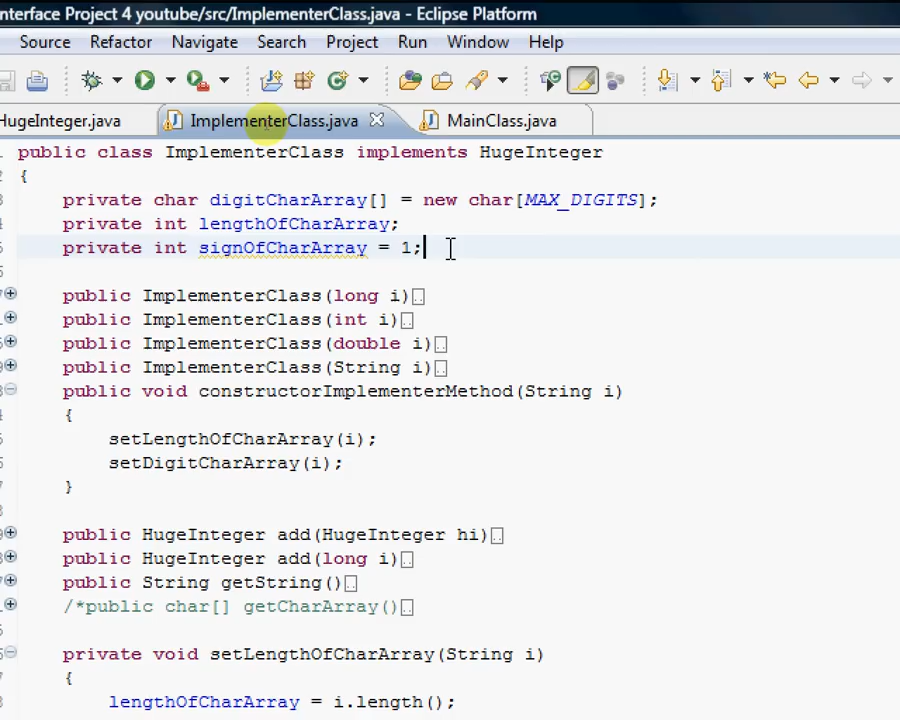 nterface Project 4 youtube/src/ImplementerClass.java - Eclipse Platform
Source Refactor Navigate Search Project Run Window Help
HugeInteger.java ImplementerClass.java MainClass.java
public class ImplementerClass implements HugeInteger
{
private char digitCharArray[] = new char[MAX_DIGITS];
private int lengthOfCharArray;
private int signOfCharArray = 1;
public ImplementerClass(long i)
public ImplementerClass(int i)
public ImplementerClass(double i)
public ImplementerClass(String i)
public void constructorImplementerMethod(String i)
{
setLengthOfCharArray(i);
setDigitCharArray(i);
}
public HugeInteger add(HugeInteger hi)
public HugeInteger add(long i)
public String getString()
/*public char[] getCharArray()
private void setLengthOfCharArray(String i)
{
lengthOfCharArray = i.length();